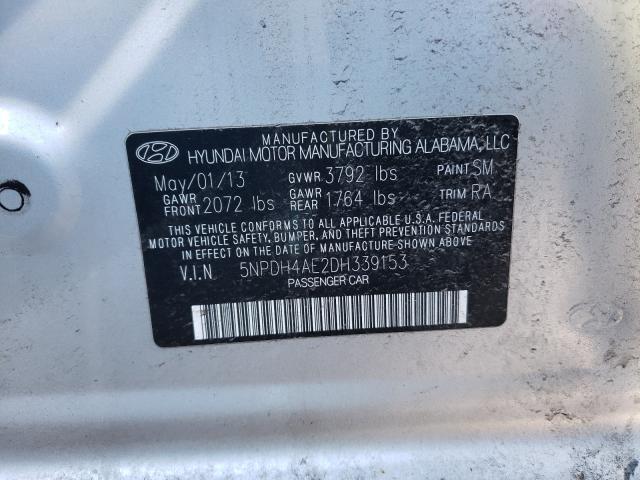 MANUFACTURED BY
HYUNDAI MOTOR MANUFACTURING ALABAMA, LLC
May/01/13 GVWR 3792 lbs PAINT SM
GAWR FRONT 2072 lbs GAWR REAR 1764 lbs TRIM RA
THIS VEHICLE CONFORMS TO ALL APPLICABLE U.S.A. FEDERAL
MOTOR VEHICLE SAFETY, BUMPER, AND THEFT PREVENTION
STANDARDS IN EFFECT ON THE DATE OF MANUFACTURE
SHOWN ABOVE.
V.I.N 5NPDH4AE2DH339153
PASSENGER CAR